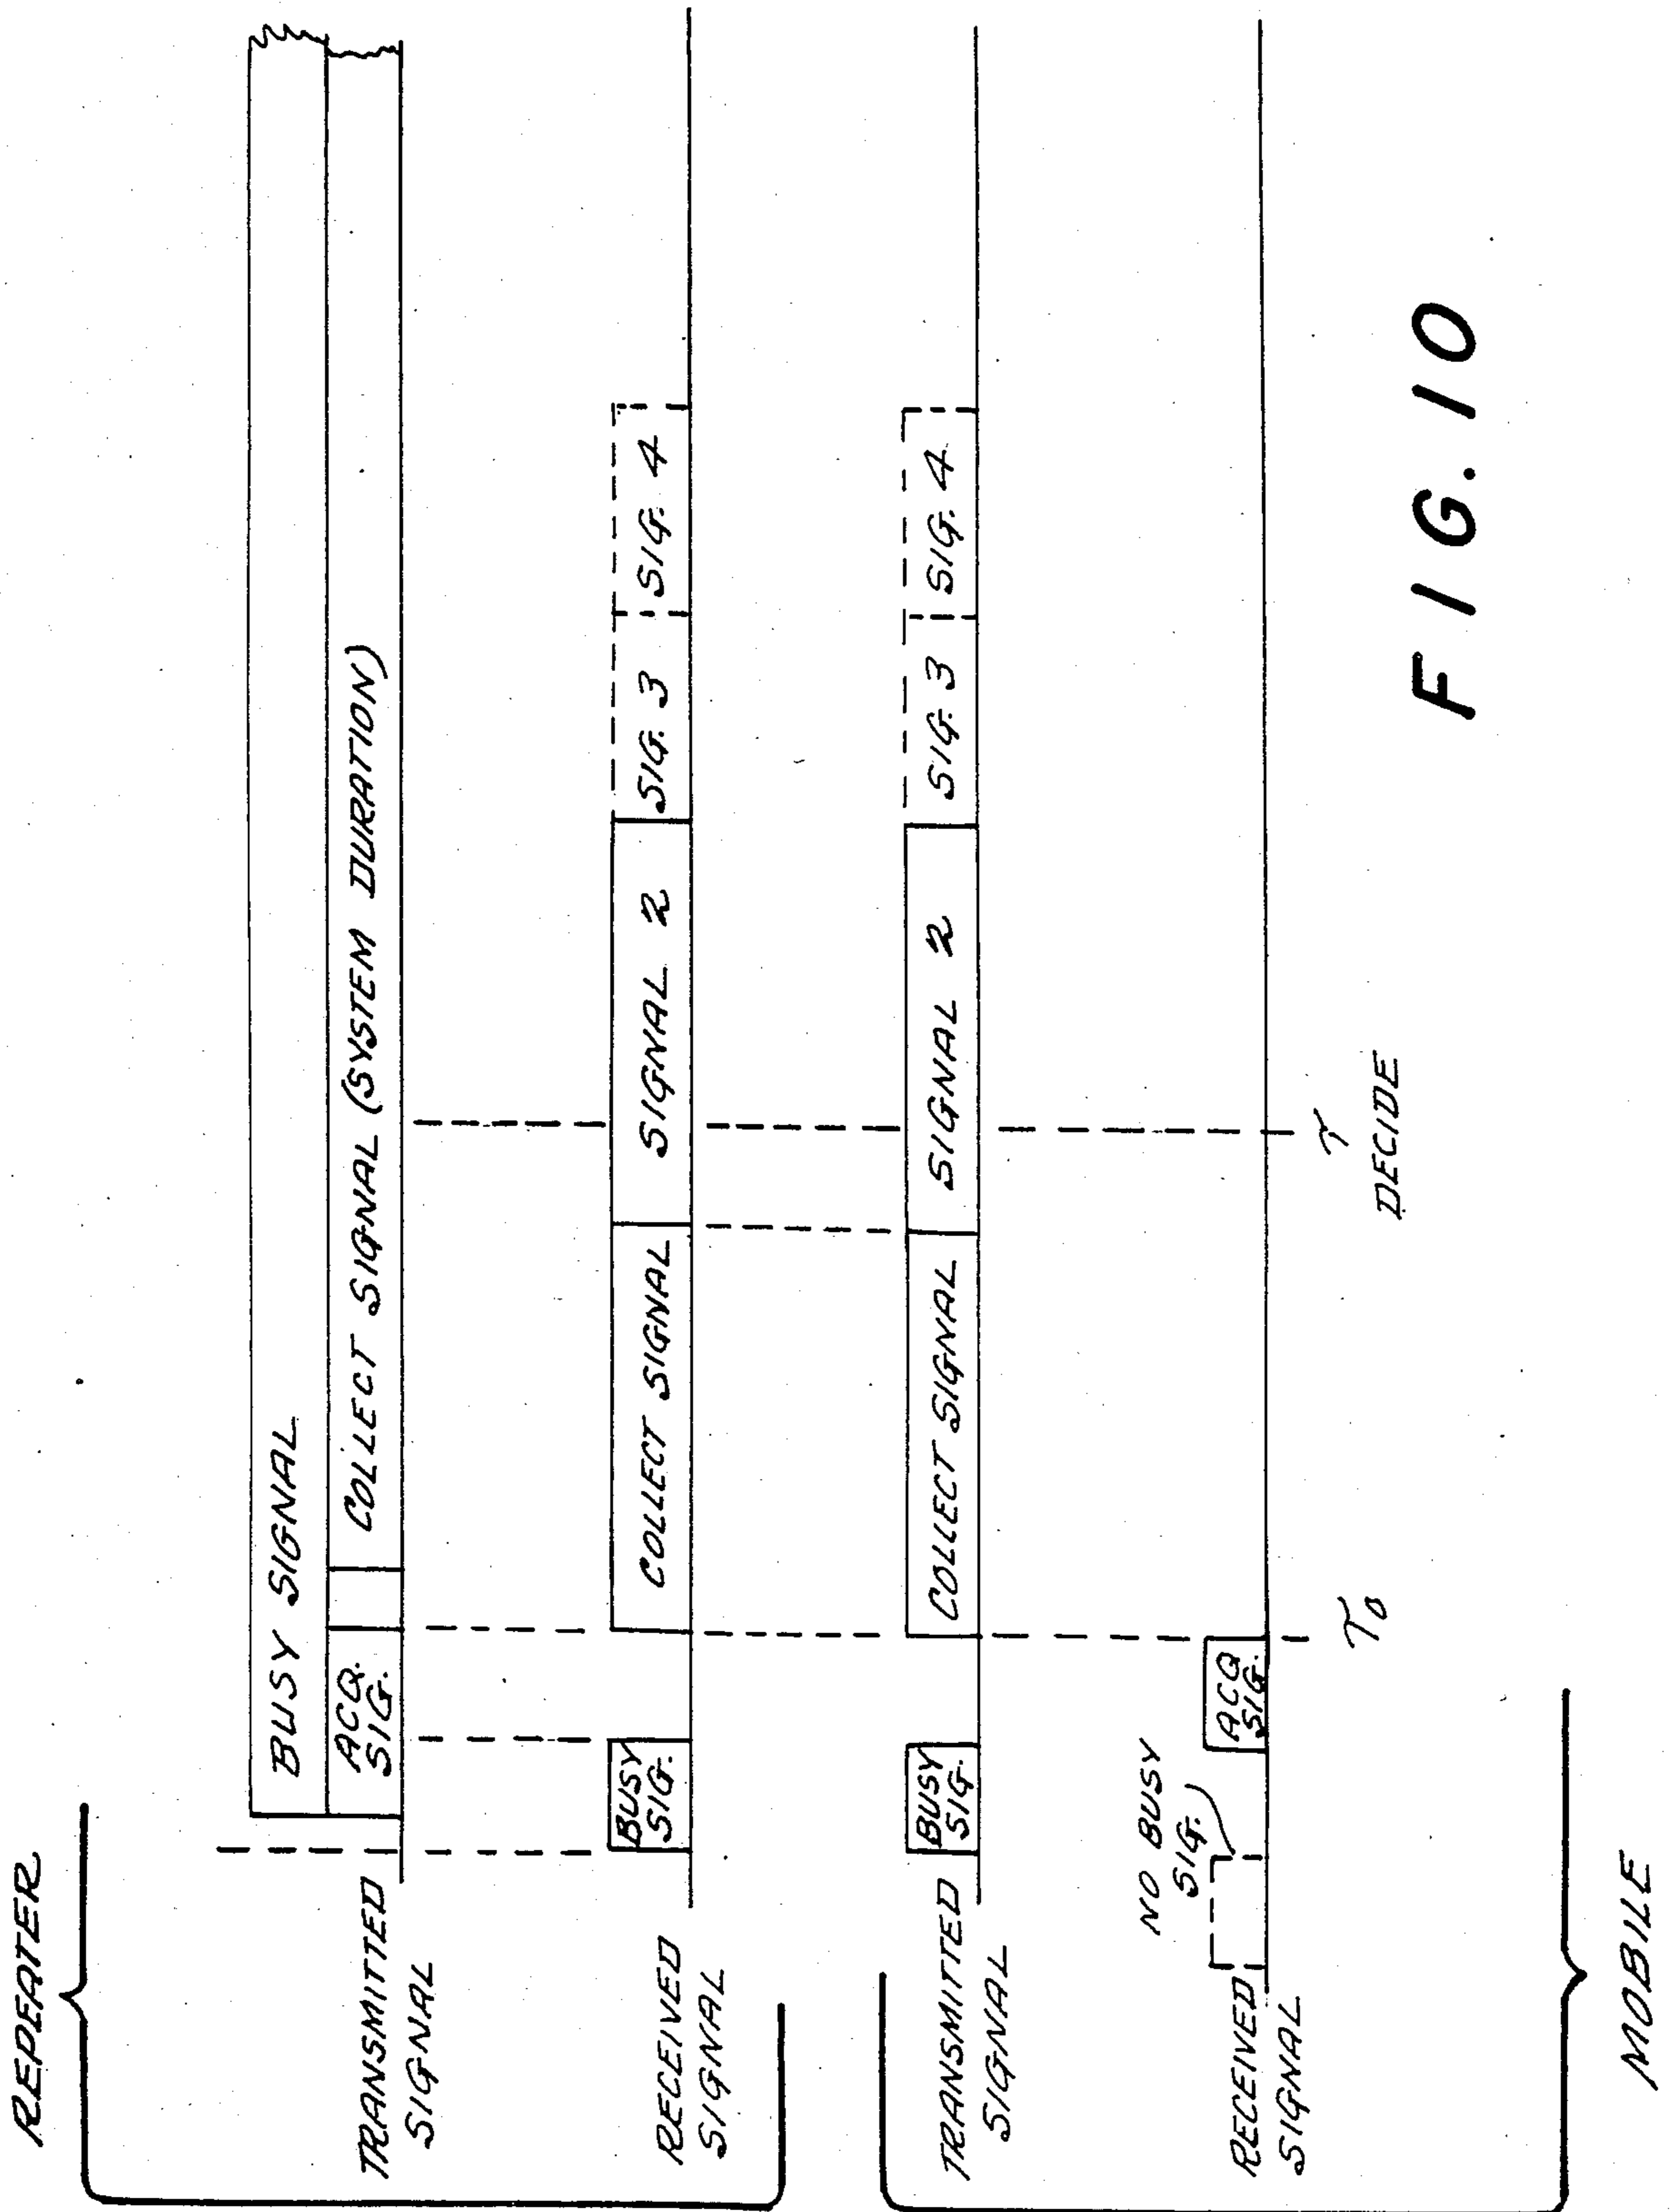 REPEATER
BUSY SIGNAL
ACQ.
SIG.
COLLECT SIGNAL (SYSTEM DURATION)
TRANSMITTED
SIGNAL
BUSY
SIG.
COLLECT SIGNAL
SIGNAL 2
SIG. 3
SIG. 4
RECEIVED
SIGNAL
BUSY
SIG.
COLLECT SIGNAL
SIGNAL 2
SIG. 3
SIG. 4
TRANSMITTED
SIGNAL
NO BUSY
SIG.
ACQ
SIG.
RECEIVED
SIGNAL
T0
T
DECIDE
MOBILE
FIG. 10